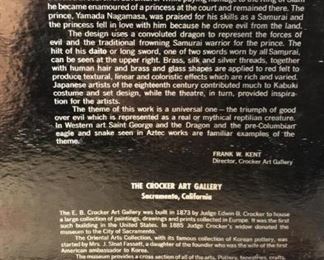 he became enamored of a princess at the court and remained there. The
prince, Yamada Nagamasa, was praised for his skills as a Samurai and
the princess fell in love with him because he drove evil from the land.
The design uses a convoluted dragon to represent the forces of
evil and the traditional frowning Samurai warrior for the prince. The
hilt of his daito or long sword, one of two swords worn by all Samurai,
can be seen at the upper right. Brass, silk and silver threads, together
with human hair and brass and glass shapes are applied to red felt to
produce textural, linear and coloristic effects which are rich and varied.
Japanese artists of the eighteenth century contributed much to Kabuki
costume and set design, while the theatre, in turn, provided inspira-
tion for the artists.
The theme of this work is a universal one — the triumph of good
over evil which is represented as a real or mythical reptilian creature.
In Western art Saint George and the Dragon and the pre-Columbian
eagle and snake seen in Aztec works are familiar examples of the
theme.
FRANK W. KENT
Director, Crocker Art Gallery
THE CROCKER ART GALLERY
Sacramento, California
The E. B. Crocker Art Gallery was built in 1873 by Judge Edwin B. Crocker to house
a large collection of paintings, drawings and prints collected in Europe. It was the first
such building in the United States. In 1885 Judge Crocker's widow donated the
museum to the City of Sacramento.
The Oriental Arts Collection, with its famous collection of Korean pottery, was
started by Mrs. J. Sloat Fassett, a daughter of the founder who was the wife of the first
American ambassador to Korea.
The museum provides a cross section of all of the arts. Pottery, tapestries, crafts,